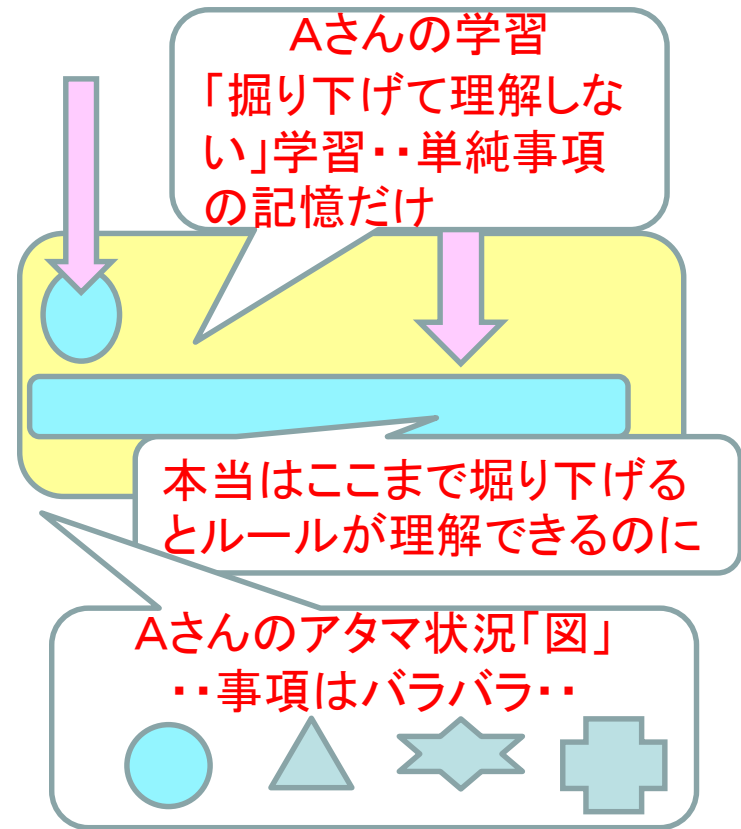 Aさんの学習
「掘り下げて理解しな
い」学習・・単純事項
の記憶だけ
本当はここまで堀り下げる
とルールが理解できるのに
Aさんのアタマ状況「図」
・・事項はバラバラ・・